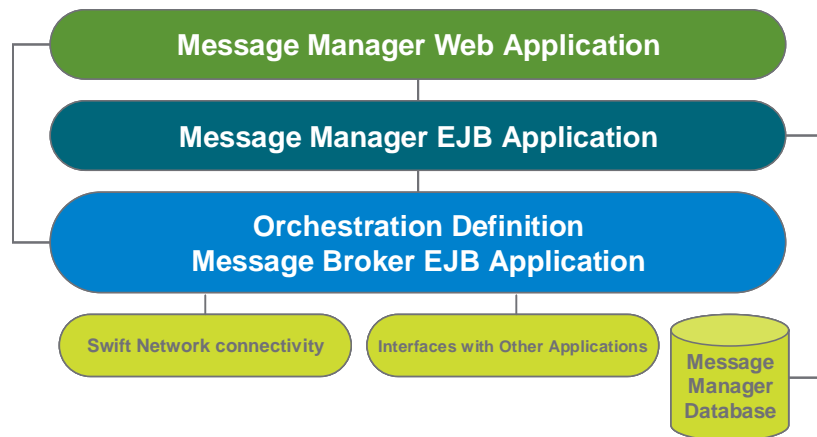 Message Manager Web Application
Message Manager EJB Application
Orchestration Definition
Message Broker EJB Application
Swift Network connectivity
Interfaces with Other Applications
Message
Manager
Database